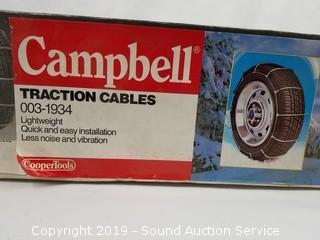 Campbell®
TRACTION CABLES
003-1934
Lightweight
Quick and easy installation
Less noise and vibration
CooperTools
Copyright 2019 - Sound Auction Service